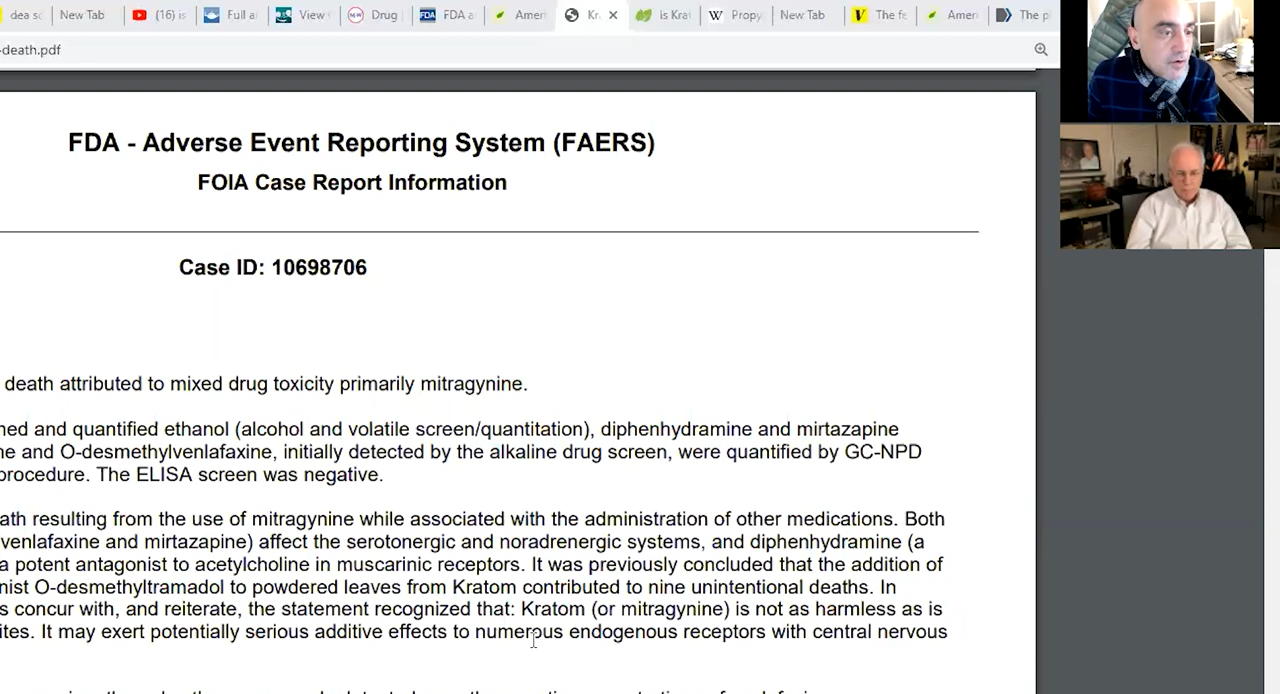 dea sc New Tab (16) is Full a View Drug FDA FDA a Amer Kr is Krat W Propy New Tab V The fe Amer The p
-death.pdf
FDA - Adverse Event Reporting System (FAERS)
FOIA Case Report Information
Case ID: 10698706
death attributed to mixed drug toxicity primarily mitragynine.
ned and quantified ethanol (alcohol and volatile screen/quantitation), diphenhydramine and mirtazapine
ne and O-desmethylvenlafaxine, initially detected by the alkaline drug screen, were quantified by GC-NPD
procedure. The ELISA screen was negative.
ath resulting from the use of mitragynine while associated with the administration of other medications. Both
venlafaxine and mirtazapine) affect the serotonergic and noradrenergic systems, and diphenhydramine (a
a potent antagonist to acetylcholine in muscarinic receptors. It was previously concluded that the addition of
nist O-desmethyltramadol to powdered leaves from Kratom contributed to nine unintentional deaths. In
s concur with, and reiterate, the statement recognized that: Kratom (or mitragynine) is not as harmless as is
ites. It may exert potentially serious additive effects to numerous endogenous receptors with central nervous